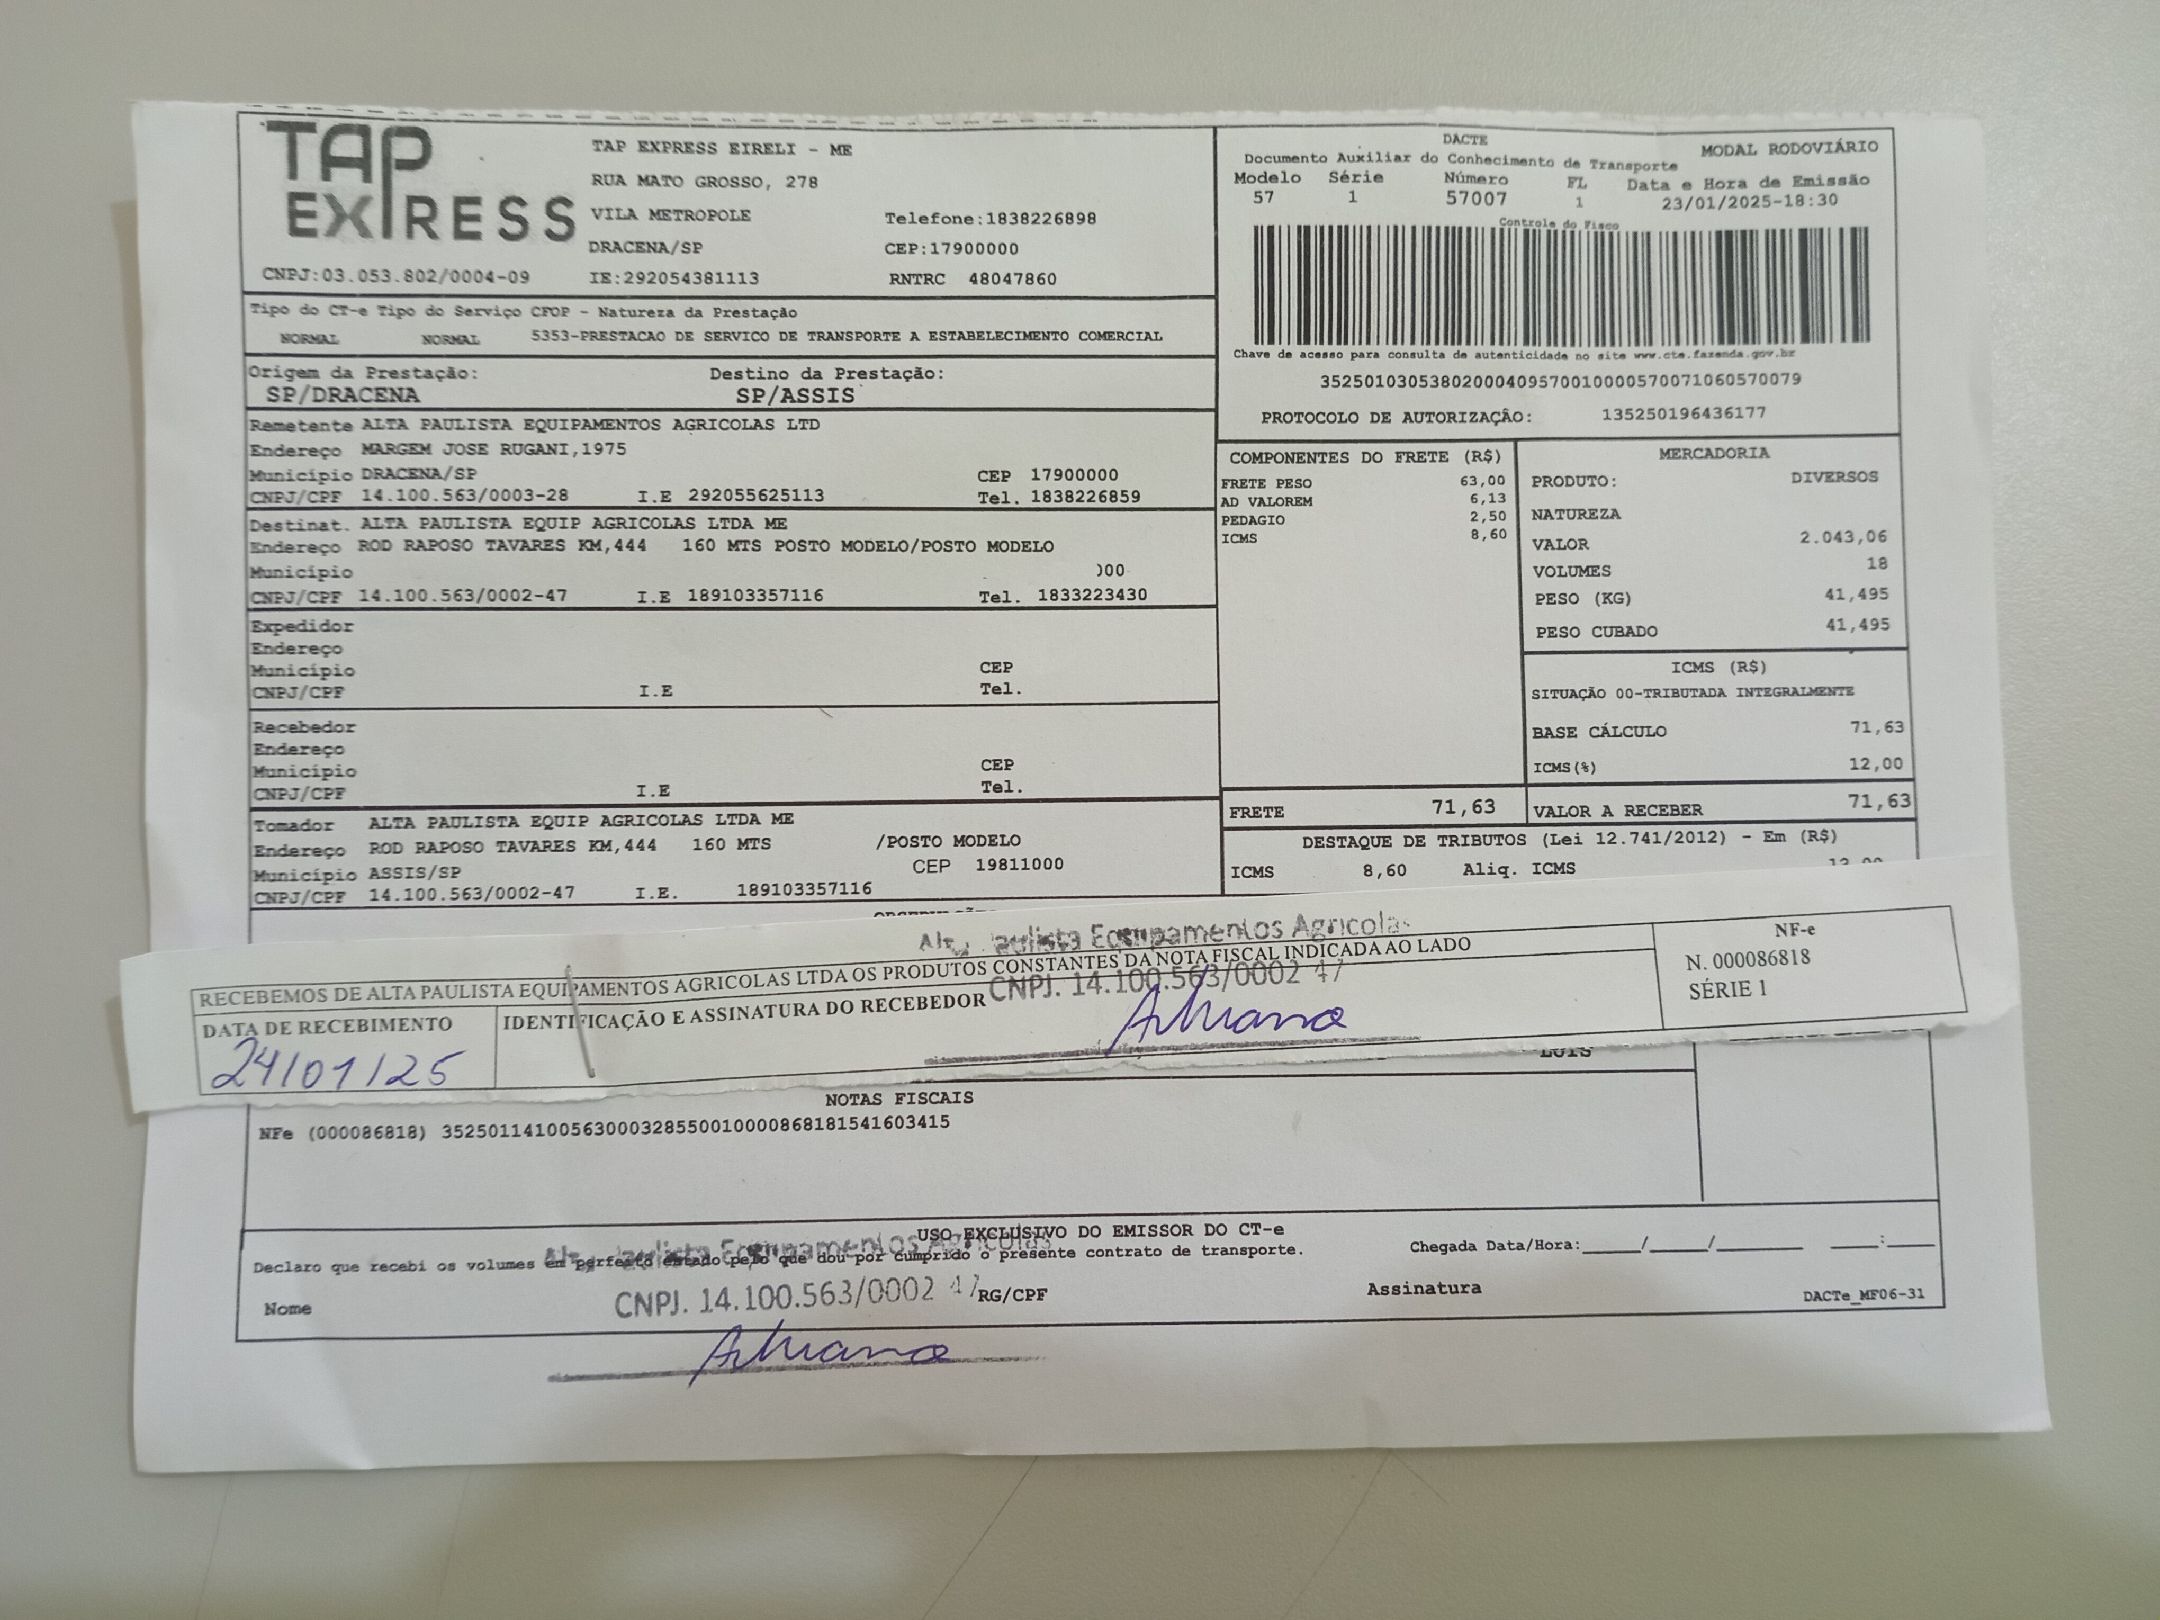 TAP EXPRESS
TAP EXPRESS EIRELI - ME
RUA MATO GROSSO, 278
VILA METROPOLE Telefone:1838226898
DRACENA/SP CEP:17900000
CNPJ:03.053.802/0004-09 IE:292054381113 RNTRC 48047860
DACTE
Documento Auxiliar do Conhecimento de Transporte MODAL RODOVIÁRIO
Modelo Série Número FL Data e Hora de Emissão
57 1 57007 1 23/01/2025-18:30
Controle do Fisco
Chave de acesso para consulta de autenticidade no site www.cte.fazenda.gov.br
35250103053802000409570010000570071060570079
PROTOCOLO DE AUTORIZAÇÂO: 135250196436177
Tipo do CT-e Tipo do Serviço CFOP - Natureza da Prestação
NORMAL NORMAL 5353-PRESTACAO DE SERVICO DE TRANSPORTE A ESTABELECIMENTO COMERCIAL
Origem da Prestação: Destino da Prestação:
SP/DRACENA SP/ASSIS
Remetente ALTA PAULISTA EQUIPAMENTOS AGRICOLAS LTD
Endereço MARGEM JOSE RUGANI,1975
Município DRACENA/SP CEP 17900000
CNPJ/CPF 14.100.563/0003-28 I.E 292055625113 Tel. 1838226859
Destinat. ALTA PAULISTA EQUIP AGRICOLAS LTDA ME
Endereço ROD RAPOSO TAVARES KM,444 160 MTS POSTO MODELO/POSTO MODELO
Município 000
CNPJ/CPF 14.100.563/0002-47 I.E 189103357116 Tel. 1833223430
Expedidor
Endereço
Município CEP
CNPJ/CPF I.E Tel.
Recebedor
Endereço
Município CEP
CNPJ/CPF I.E Tel.
Tomador ALTA PAULISTA EQUIP AGRICOLAS LTDA ME
Endereço ROD RAPOSO TAVARES KM,444 160 MTS /POSTO MODELO
Município ASSIS/SP CEP 19811000
CNPJ/CPF 14.100.563/0002-47 I.E. 189103357116
COMPONENTES DO FRETE (R$)
FRETE PESO 63,00
AD VALOREM 6,13
PEDAGIO 2,50
ICMS 8,60
MERCADORIA
PRODUTO: DIVERSOS
NATUREZA
VALOR 2.043,06
VOLUMES 18
PESO (KG) 41,495
PESO CUBADO 41,495
ICMS (R$)
SITUAÇÃO 00-TRIBUTADA INTEGRALMENTE
BASE CÁLCULO 71,63
ICMS(%) 12,00
FRETE 71,63 VALOR A RECEBER 71,63
DESTAQUE DE TRIBUTOS (Lei 12.741/2012) - Em (R$)
ICMS 8,60 Alíq. ICMS 12,00
Equipamentos Agricolas
RECEBEMOS DE ALTA PAULISTA EQUIPAMENTOS AGRICOLAS LTDA OS PRODUTOS CONSTANTES DA NOTA FISCAL INDICADA AO LADO
CNPJ. 14.100.563/0002 47
DATA DE RECEBIMENTO IDENTIFICAÇÃO E ASSINATURA DO RECEBEDOR
24/01/25
Adriana
NF-e
N. 000086818
SÉRIE 1
LUIS
NOTAS FISCAIS
NFe (000086818) 35250114100563000328550010000868181541603415
USO EXCLUSIVO DO EMISSOR DO CT-e
Equipamentos Agricolas
Declaro que recebi os volumes em perfeito estado pelo que dou por cumprido o presente contrato de transporte. Chegada Data/Hora:_____/_____/_______ ____:____
Nome CNPJ. 14.100.563/0002 47 RG/CPF Assinatura DACTe_MF06-31
Adriana